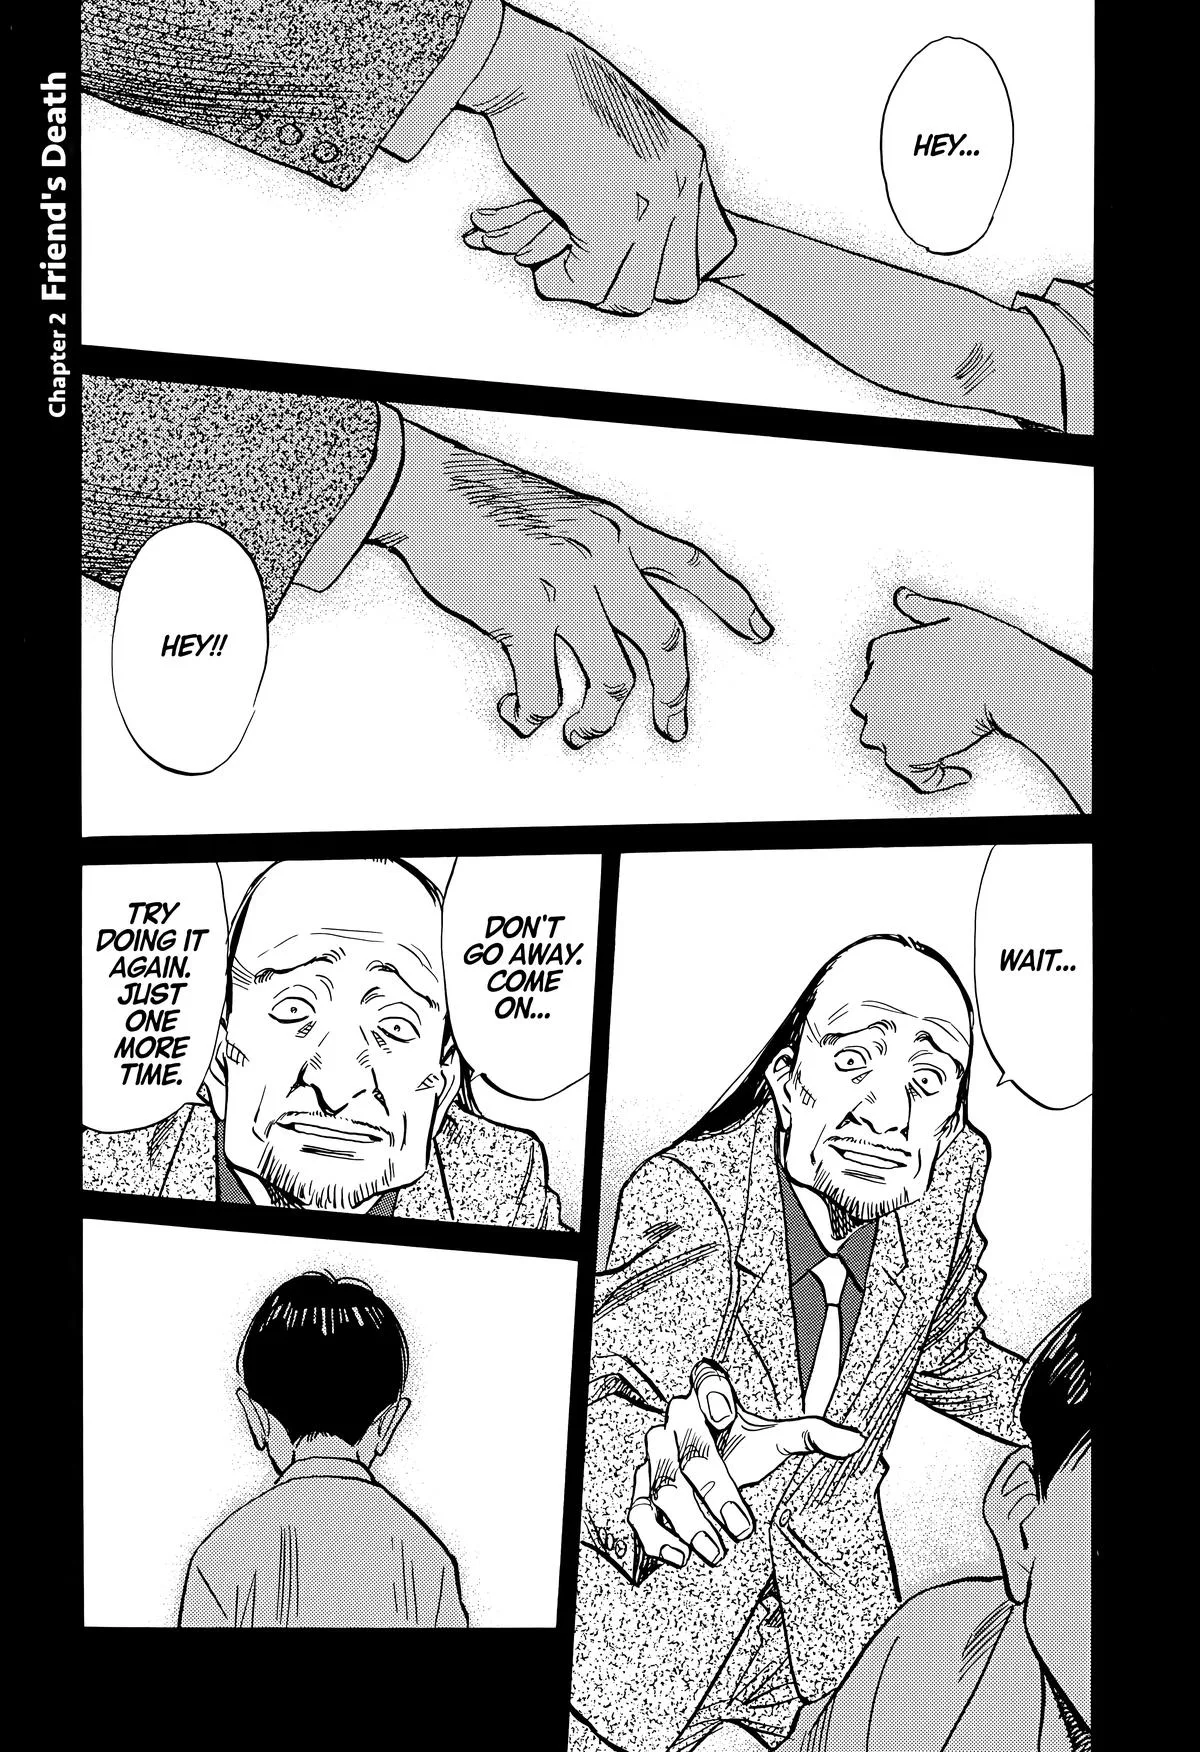 Chapter 2 Friend's Death
HEY...
HEY!!
WAIT...
DON'T
GO AWAY.
COME
ON...
TRY
DOING IT
AGAIN.
JUST
ONE
MORE
TIME.